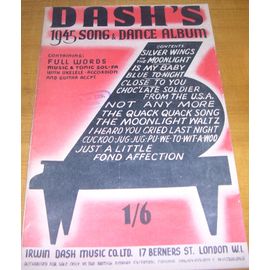 DASH'S
1945 SONG & DANCE ALBUM
CONTAINING:
FULL WORDS
MUSIC & TONIC SOL-FA
WITH UKELELE - ACCORDION
AND GUITAR ACCPT.
CONTENTS
SILVER WINGS
IN THE MOONLIGHT
IS MY BABY
BLUE TO-NIGHT
CLOSE TO YOU
CHOC'LATE SOLDIER
FROM THE U.S.A.
NOT ANY MORE
THE QUACK QUACK SONG
THE MOONLIGHT WALTZ
I HEARD YOU CRIED LAST NIGHT
CUCKOO-JUG-JUG-PU-WE-TO-WIT-A-WOO
JUST A LITTLE
FOND AFFECTION
1/6
IRWIN DASH MUSIC CO. LTD. 17 BERNERS ST. LONDON W.1.